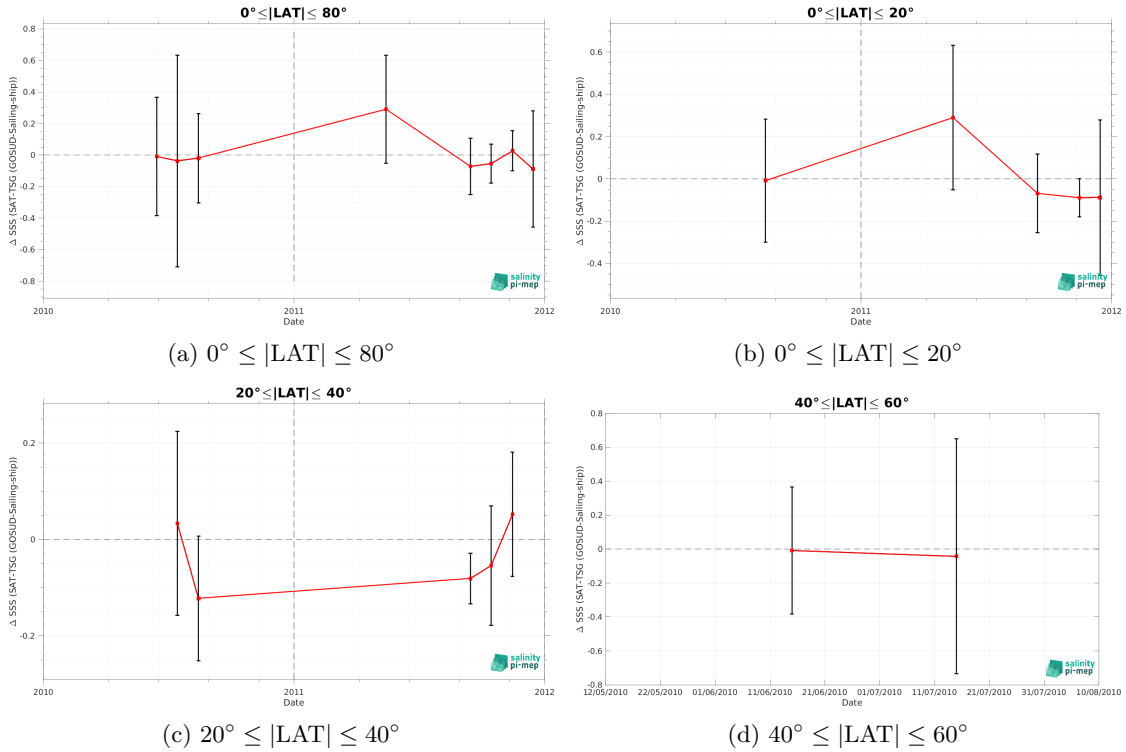 0°≤|LAT|≤ 80°
0.8
0.6
0.4
0.2
0
-0.2
-0.4
-0.6
-0.8
Δ SSS (SAT-TSG (GOSUD-Sailing-ship))
2010
2011
2012
Date
salinity
pi-mep
(a) 0° ≤ |LAT| ≤ 80°
0°≤|LAT|≤ 20°
0.6
0.4
0.2
0
-0.2
-0.4
Δ SSS (SAT-TSG (GOSUD-Sailing-ship))
2010
2011
2012
Date
salinity
pi-mep
(b) 0° ≤ |LAT| ≤ 20°
20°≤|LAT|≤ 40°
0.2
0
-0.2
Δ SSS (SAT-TSG (GOSUD-Sailing-ship))
2010
2011
2012
Date
salinity
pi-mep
(c) 20° ≤ |LAT| ≤ 40°
40°≤|LAT|≤ 60°
0.8
0.6
0.4
0.2
0
-0.2
-0.4
-0.6
-0.8
Δ SSS (SAT-TSG (GOSUD-Sailing-ship))
12/05/2010 22/05/2010 01/06/2010 11/06/2010 21/06/2010 01/07/2010 11/07/2010 21/07/2010 31/07/2010 10/08/2010
Date
salinity
pi-mep
(d) 40° ≤ |LAT| ≤ 60°